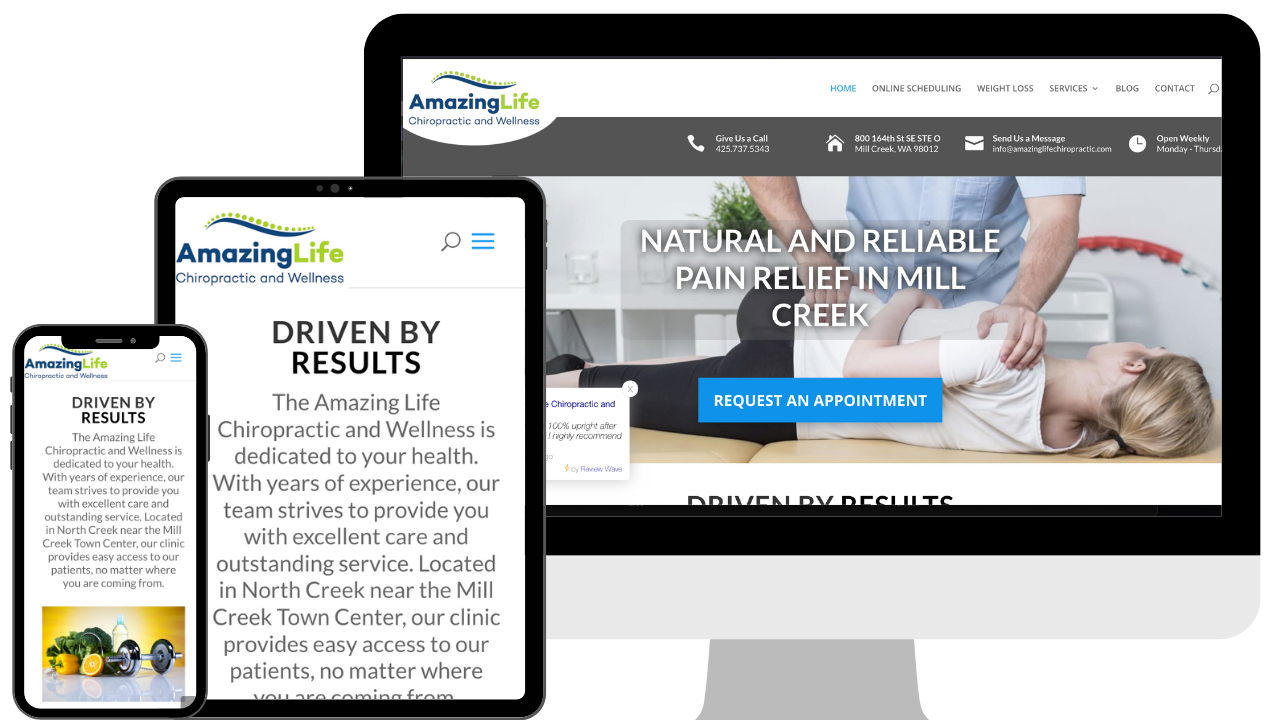 AmazingLife
Chiropractic and Wellness
HOME ONLINE SCHEDULING WEIGHT LOSS SERVICES BLOG CONTACT
Give Us a Call
425.737.5343
800 164th St SE STE O
Mill Creek, WA 98012
Send Us a Message
info@amazinglifechiropractic.com
Open Weekly
Monday - Thursd
NATURAL AND RELIABLE
PAIN RELIEF IN MILL
CREEK
REQUEST AN APPOINTMENT
X
e Chiropractic and
100% upright after
I highly recommend
go
by Review Wave
DRIVEN BY RESULTS
AmazingLife
Chiropractic and Wellness
DRIVEN BY
RESULTS
The Amazing Life
Chiropractic and Wellness is
dedicated to your health.
With years of experience, our
team strives to provide you
with excellent care and
outstanding service. Located
in North Creek near the Mill
Creek Town Center, our clinic
provides easy access to our
patients, no matter where
you are coming from.
AmazingLife
Chiropractic and Wellness
DRIVEN BY
RESULTS
The Amazing Life
Chiropractic and Wellness is
dedicated to your health.
With years of experience, our
team strives to provide you
with excellent care and
outstanding service. Located
in North Creek near the Mill
Creek Town Center, our clinic
provides easy access to our
patients, no matter where
you are coming from.